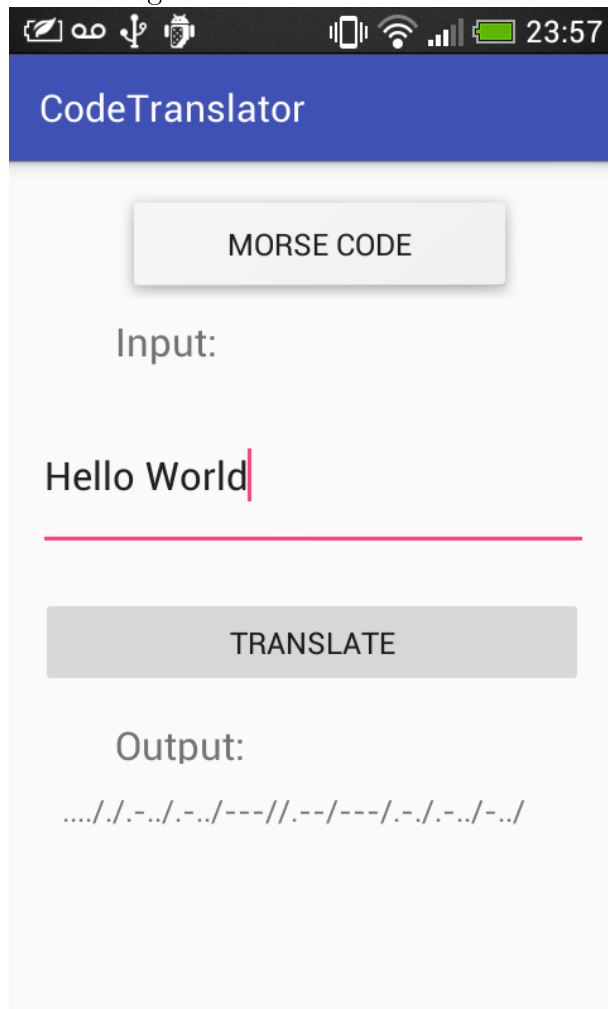 23:57
CodeTranslator
MORSE CODE
Input:
Hello World
TRANSLATE
Output:
...././.-../.-../---//.--/---/.-./.-../-../